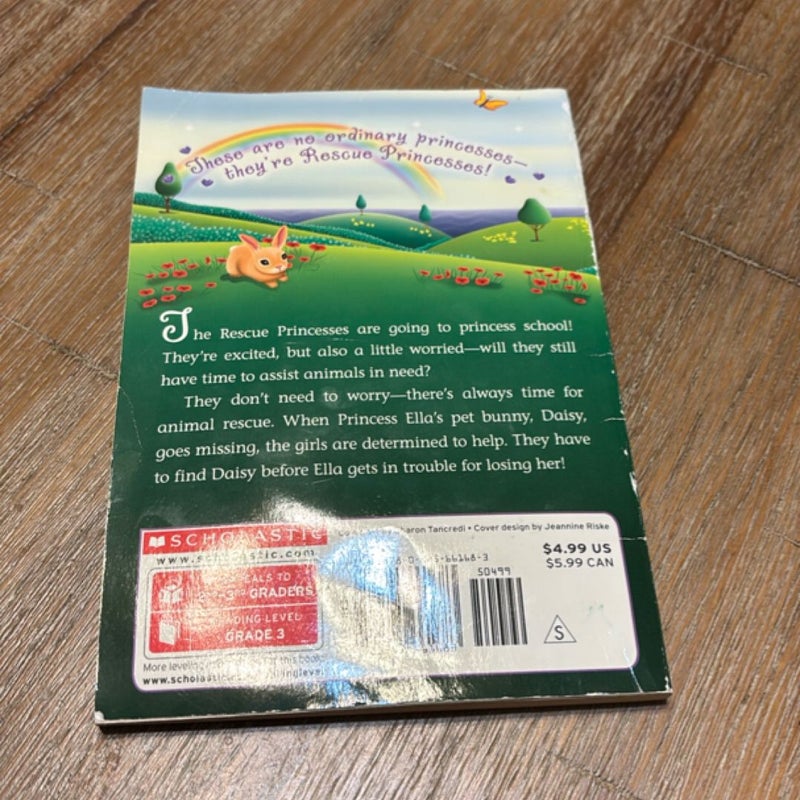 These are no ordinary princesses—
they're Rescue Princesses!
The Rescue Princesses are going to princess school!
They're excited, but also a little worried—will they still
have time to assist animals in need?
They don't need to worry—there's always time for
animal rescue. When Princess Ella's pet bunny, Daisy,
goes missing, the girls are determined to help. They have
to find Daisy before Ella gets in trouble for losing her!
SCHOLASTIC
Tancredi • Cover design by Jeannine Riske
www.scholastic.com
$4.99 US
$5.99 CAN
50499
TO
GRADERS
LEVEL
GRADE 3
S
More this